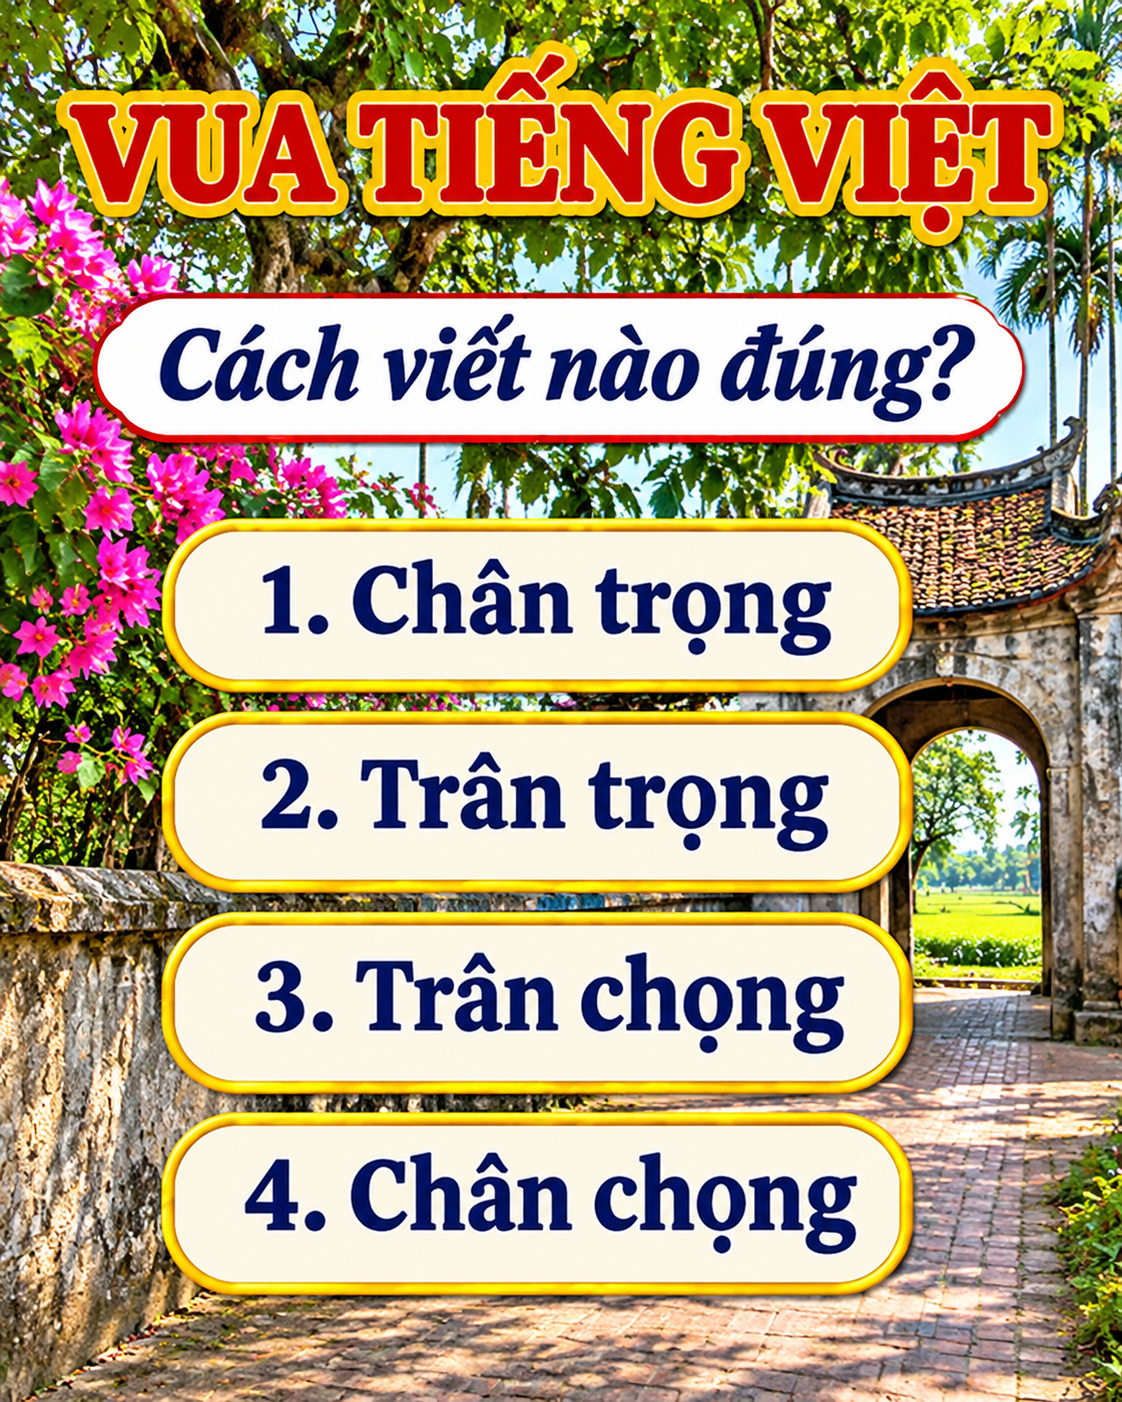 VUA TIẾNG VIỆT
Cách viết nào đúng?
1. Chân trọng
2. Trân trọng
3. Trân chọng
4. Chân chọng